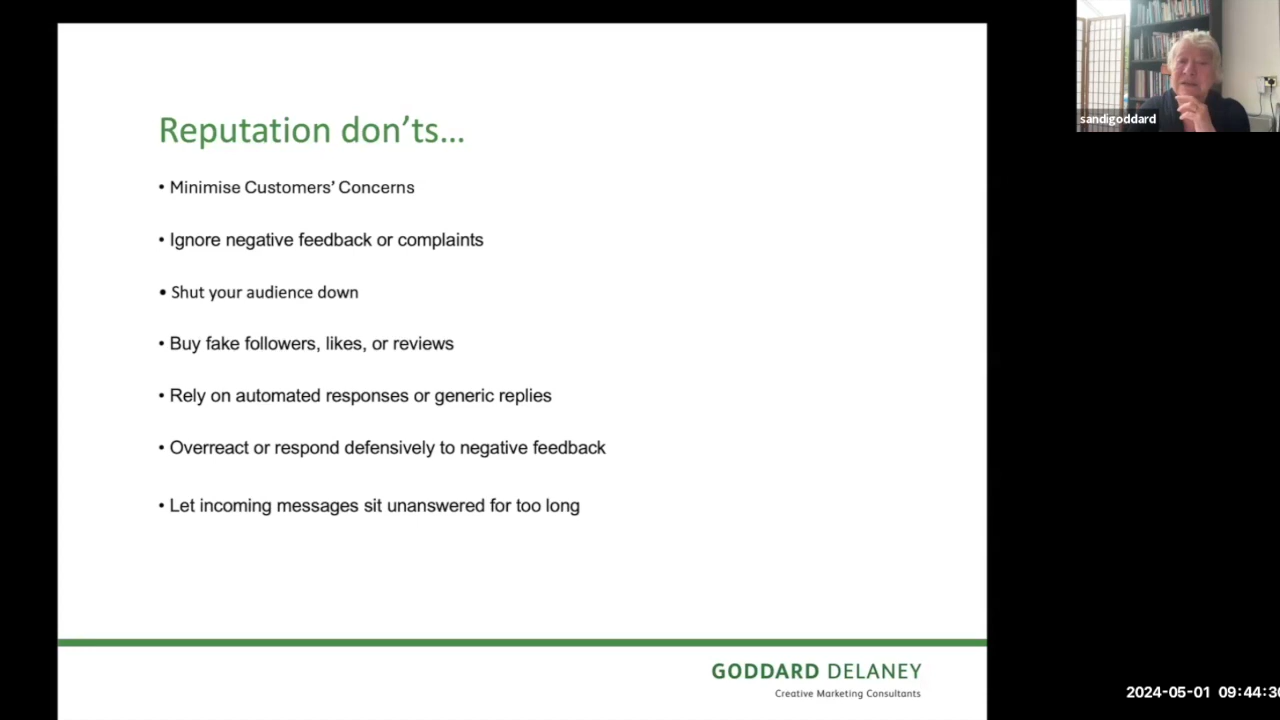 sandigoddard
Reputation don’ts...
• Minimise Customers’ Concerns
• Ignore negative feedback or complaints
• Shut your audience down
• Buy fake followers, likes, or reviews
• Rely on automated responses or generic replies
• Overreact or respond defensively to negative feedback
• Let incoming messages sit unanswered for too long
GODDARD DELANEY
Creative Marketing Consultants
2024-05-01 09:44:3